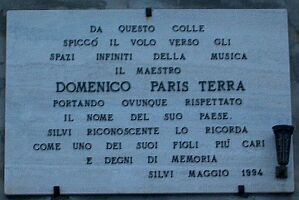 DA QUESTO COLLE
SPICCÒ IL VOLO VERSO GLI
SPAZI INFINITI DELLA MUSICA
IL MAESTRO
DOMENICO PARIS TERRA
PORTANDO OVUNQUE RISPETTATO
IL NOME DEL SUO PAESE.
SILVI RICONOSCENTE LO RICORDA
COME UNO DEI SUOI FIGLI PIÙ CARI
E DEGNI DI MEMORIA
SILVI MAGGIO 1994